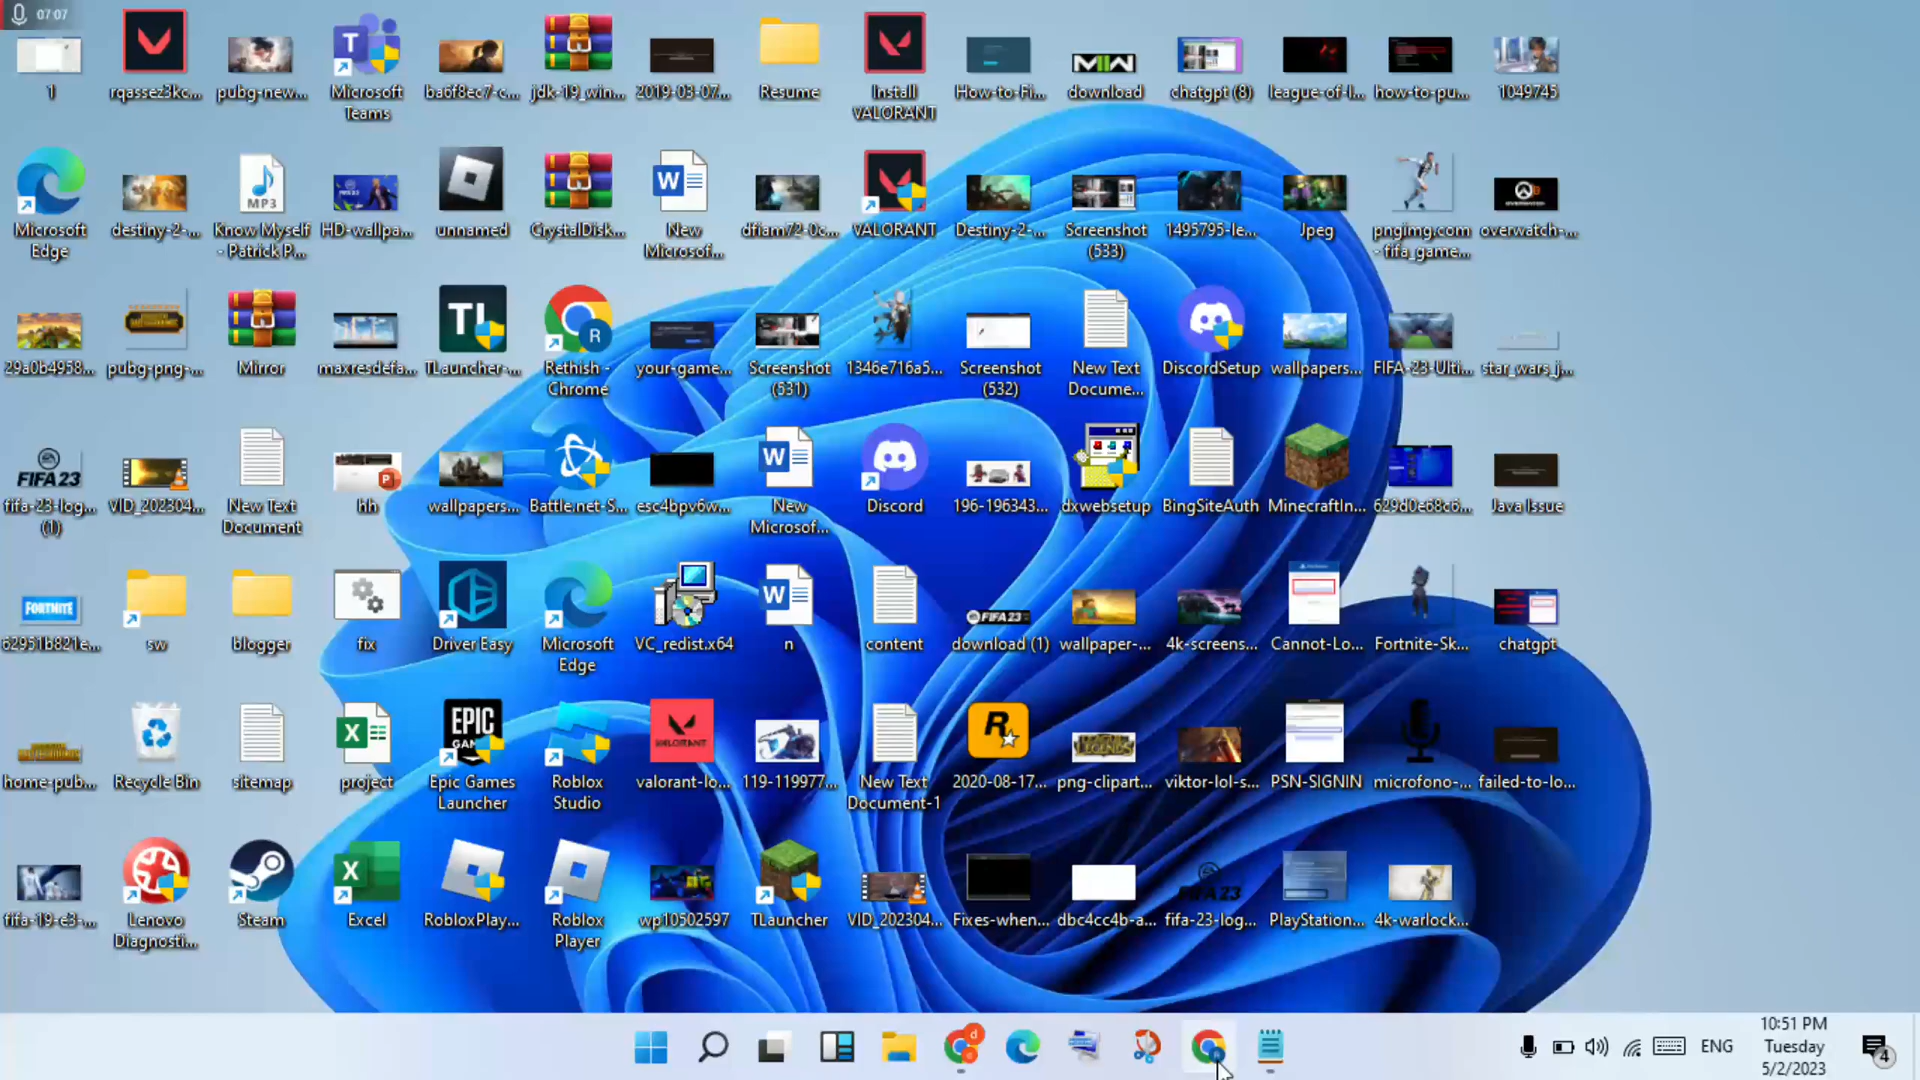 07:07
1
rqassez3kc...
pubg-new...
Microsoft
Teams
ba6f8ec7-c...
jdk-19_win...
2019-03-07...
Resume
Install
VALORANT
How-to-Fi...
download
chatgpt (8)
league-of-l...
how-to-pu...
1049745
Microsoft
Edge
destiny-2-...
Know Myself
- Patrick P...
HD-wallpa...
unnamed
CrystalDisk...
New
Microsof...
dfiam72-0c...
VALORANT
Destiny-2-...
Screenshot
(533)
1495795-le...
Jpeg
pngimg.com
- fifa_game...
overwatch-...
29a0b4958...
pubg-png-...
Mirror
maxresdefa...
TLauncher-...
Rethish -
Chrome
your-game...
Screenshot
(531)
1346e716a5...
Screenshot
(532)
New Text
Docume...
DiscordSetup
wallpapers...
FIFA-23-Ulti...
star_wars_j...
fifa-23-log...
(1)
VID_202304...
New Text
Document
hh
wallpapers...
Battle.net-S...
esc4bpv6w...
New
Microsof...
Discord
196-196343...
dxwebsetup
BingSiteAuth
MinecraftIn...
629d0e68c6...
Java Issue
62951b821e...
sw
blogger
fix
Driver Easy
Microsoft
Edge
VC_redist.x64
n
content
download (1)
wallpaper-...
4k-screens...
Cannot-Lo...
Fortnite-Sk...
chatgpt
home-pub...
Recycle Bin
sitemap
project
Epic Games
Launcher
Roblox
Studio
valorant-lo...
119-119977...
New Text
Document-1
2020-08-17...
png-clipart...
viktor-lol-s...
PSN-SIGNIN
microfono-...
failed-to-lo...
fifa-19-e3-...
Lenovo
Diagnosti...
Steam
Excel
RobloxPlay...
Roblox
Player
wp10502597
TLauncher
VID_202304...
Fixes-when...
dbc4cc4b-a...
fifa-23-log...
PlayStation...
4k-warlock...
ENG
10:51 PM
Tuesday
5/2/2023
4